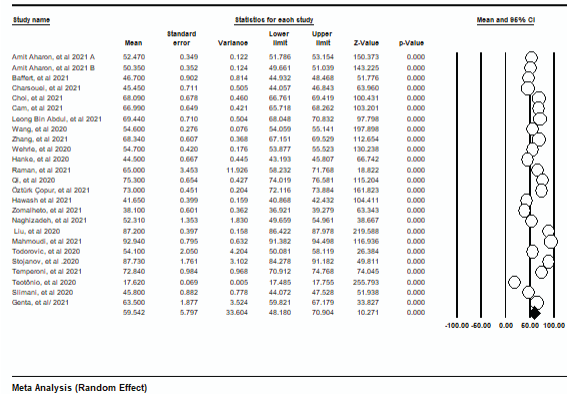 Study name Statistics for each study Mean and 95% CI
Mean Standard error Variance Lower limit Upper limit Z-Value p-Value
Amit Aharon, et al 2021 A 52.470 0.349 0.122 51.786 53.154 150.373 0.000
Amit Aharon, et al 2021 B 50.350 0.352 0.124 49.661 51.039 143.225 0.000
Baffert, et al 2021 46.700 0.902 0.814 44.932 48.468 51.776 0.000
Charsouei, et al 2021 45.450 0.711 0.505 44.057 46.843 63.960 0.000
Choi, et al 2021 68.090 0.678 0.460 66.761 69.419 100.431 0.000
Cam, et al 2021 66.990 0.649 0.421 65.718 68.262 103.201 0.000
Leong Bin Abdul, et al 2021 69.440 0.710 0.504 68.048 70.832 97.798 0.000
Wang, et al 2020 54.600 0.276 0.076 54.059 55.141 197.898 0.000
Zhang, et al 2021 68.340 0.607 0.368 67.151 69.529 112.654 0.000
Wehrle, et al 2020 54.700 0.420 0.176 53.877 55.523 130.238 0.000
Hanke, et al 2020 44.500 0.667 0.445 43.193 45.807 66.742 0.000
Raman, et al 2021 65.000 3.453 11.926 58.232 71.768 18.822 0.000
Qi, et al 2020 75.300 0.654 0.427 74.019 76.581 115.204 0.000
Öztürk Çopur, et al 2021 73.000 0.451 0.204 72.116 73.884 161.823 0.000
Hawash et al 2021 41.650 0.399 0.159 40.868 42.432 104.411 0.000
Zomalheto, et al 2021 38.100 0.601 0.362 36.921 39.279 63.343 0.000
Naghizadeh, et al 2021 52.310 1.353 1.830 49.659 54.961 38.667 0.000
Liu, et al 2020 87.200 0.397 0.158 86.422 87.978 219.588 0.000
Mahmoudi, et al 2021 92.940 0.795 0.632 91.382 94.498 116.936 0.000
Todorovic, et al 2020 54.100 2.050 4.204 50.081 58.119 26.384 0.000
Stojanov, et al .2020 87.730 1.761 3.102 84.278 91.182 49.811 0.000
Temperoni, et al 2021 72.840 0.984 0.968 70.912 74.768 74.045 0.000
Teotônio, et al 2020 17.620 0.069 0.005 17.485 17.755 255.793 0.000
Slimani, et al 2020 45.800 0.882 0.778 44.072 47.528 51.938 0.000
Genta, et al/ 2021 63.500 1.877 3.524 59.821 67.179 33.827 0.000
59.542 5.797 33.604 48.180 70.904 10.271 0.000
-100.00 -50.00 0.00 50.00 100.00
Meta Analysis (Random Effect)